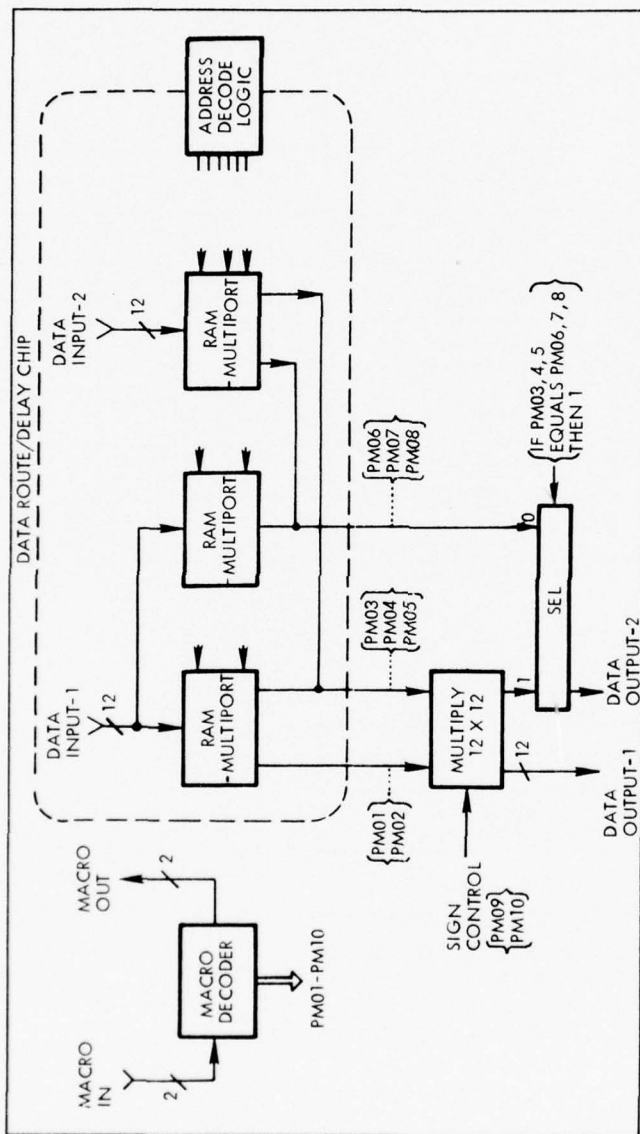 DATA ROUTE/DELAY CHIP
MACRO
IN
2
MACRO
DECODER
2
MACRO
OUT
PM01-PM10
DATA
INPUT-1
12
DATA
INPUT-2
12
RAM
-MULTIPORT
RAM
-MULTIPORT
RAM
-MULTIPORT
ADDRESS
DECODE
LOGIC
{PM01
PM02}
{PM03
PM04
PM05}
{PM06
PM07
PM08}
SIGN
CONTROL
{PM09
PM10}
MULTIPLY
12 X 12
1
0
SEL
{IF PM03, 4, 5
EQUALS PM06, 7, 8
THEN 1}
12
DATA
OUTPUT-1
DATA
OUTPUT-2